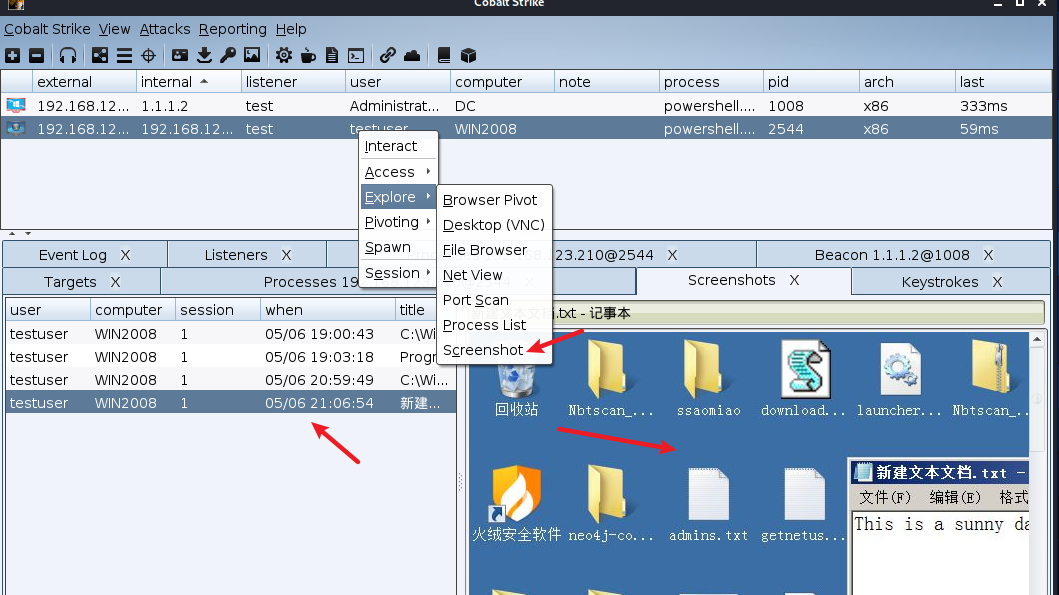 Cobalt Strike
Cobalt Strike View Attacks Reporting Help
external internal listener user computer note process pid arch last
192.168.12... 1.1.1.2 test Administrat... DC powershell.... 1008 x86 333ms
192.168.12... 192.168.12... test testuser WIN2008 powershell.... 2544 x86 59ms
Interact
Access
Explore
Pivoting
Spawn
Session
Browser Pivot
Desktop (VNC)
File Browser
Net View
Port Scan
Process List
Screenshot
Event Log X Listeners X 123.210@2544 X Beacon 1.1.1.2@1008 X
Targets X Processes 19 X Screenshots X Keystrokes X
user computer session when title
testuser WIN2008 1 05/06 19:00:43 C:\Wi
testuser WIN2008 1 05/06 19:03:18 Progr
testuser WIN2008 1 05/06 20:59:49 C:\Wi...
testuser WIN2008 1 05/06 21:06:54 新建...
.txt - 记事本
回收站 Nbtscan_... ssaomiao download... launcher... Nbtscan_..
火绒安全软件 neo4j-co... admins.txt getnetus...
新建文本文档.txt -
文件(F) 编辑(E) 格式
This is a sunny da